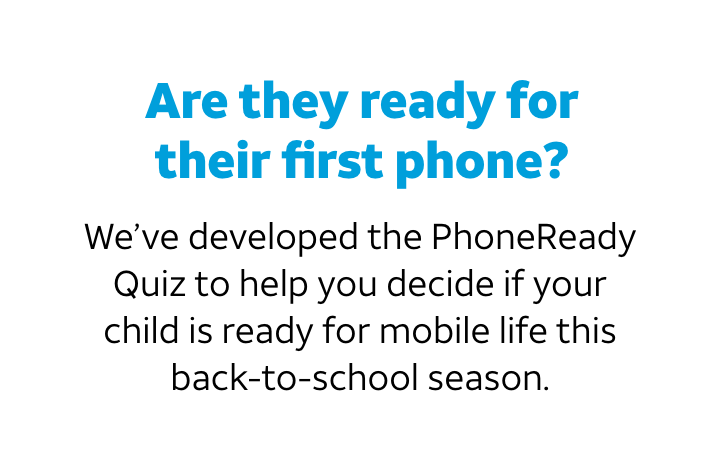 Are they ready for
their first phone?
We’ve developed the PhoneReady
Quiz to help you decide if your
child is ready for mobile life this
back-to-school season.